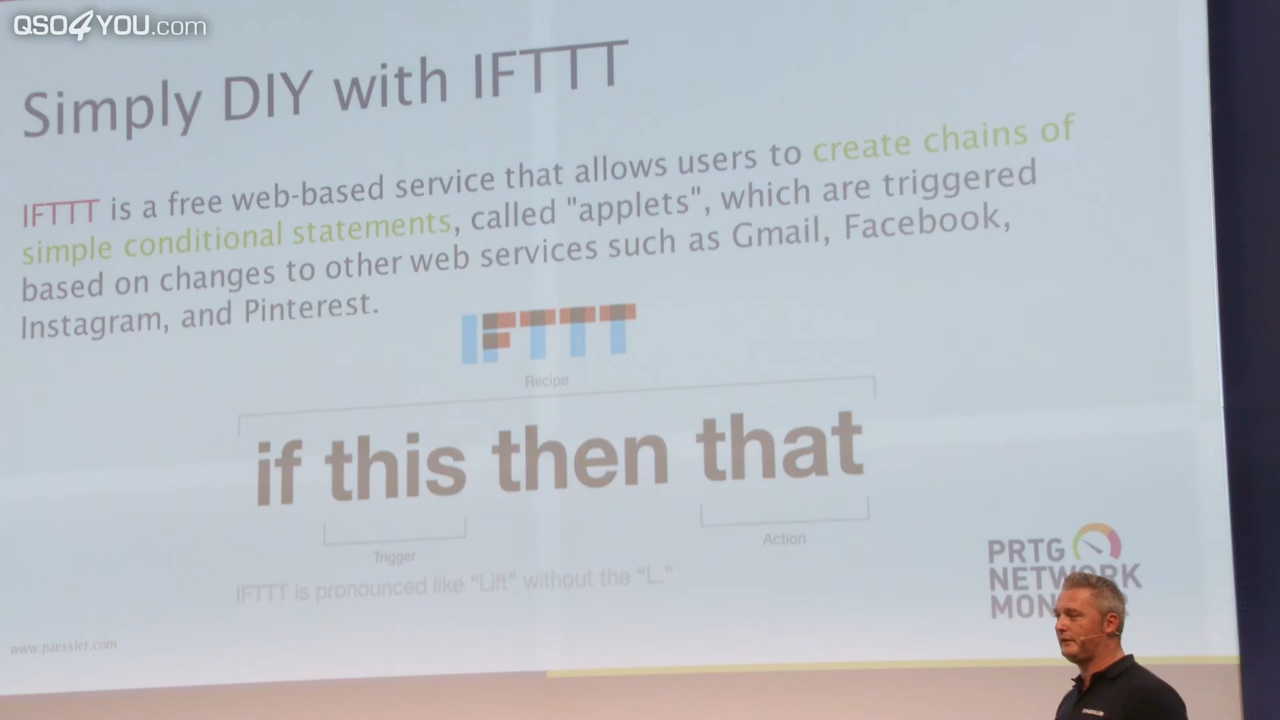 QSO4YOU.com
Simply DIY with IFTTT
IFTTT is a free web-based service that allows users to create chains of
simple conditional statements, called "applets", which are triggered
based on changes to other web services such as Gmail, Facebook,
Instagram, and Pinterest.
IFTTT
Recipe
if this then that
Trigger
Action
IFTTT is pronounced like “Lift” without the “L.”
PRTG
NETWORK
MON
www.paessler.com
PAESSLER